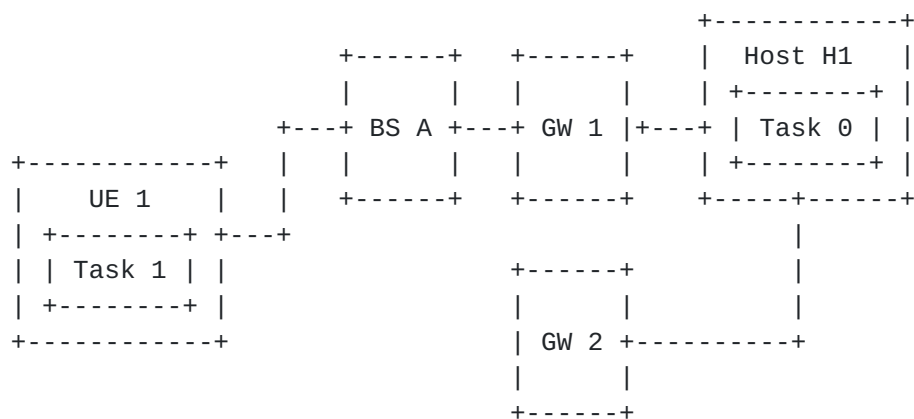 Host H1
BS A
GW 1
Task 0
UE 1
Task 1
GW 2